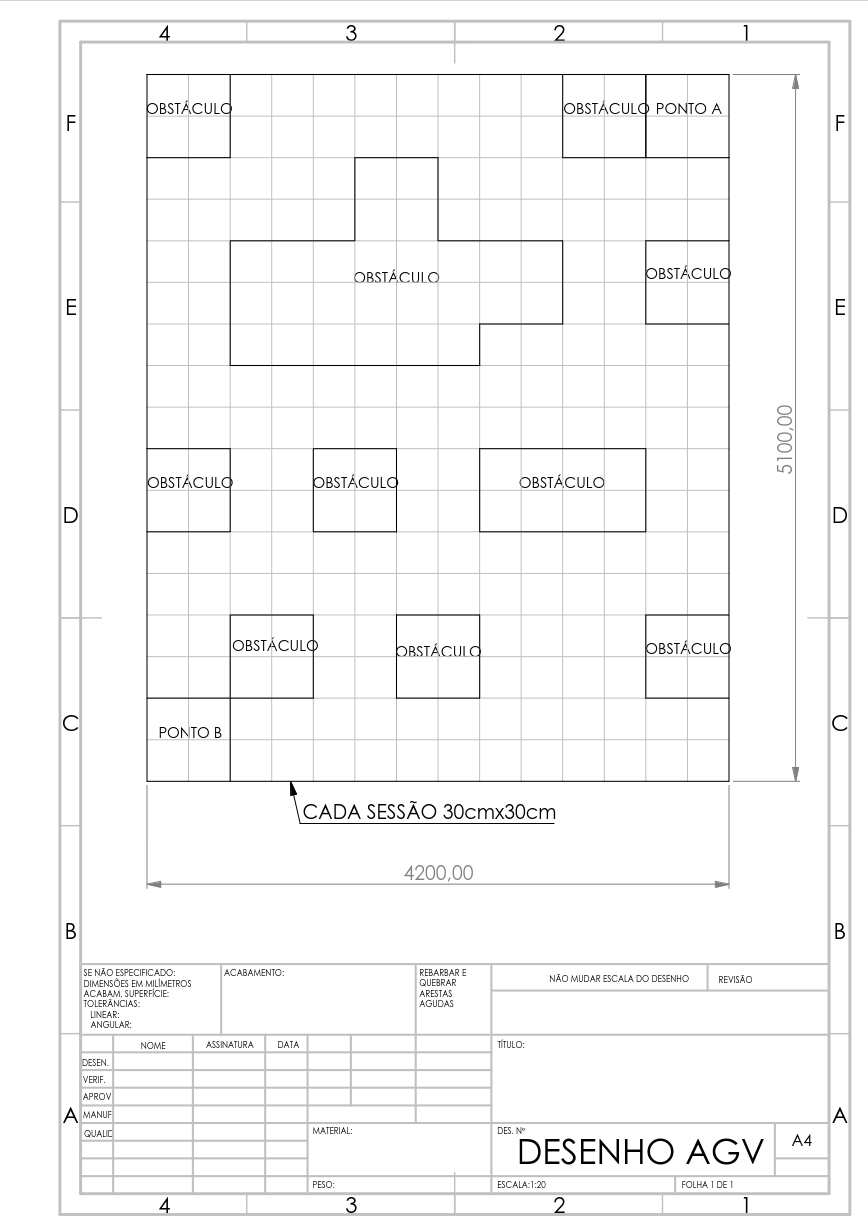 4 3 2 1
F F
OBSTÁCULO OBSTÁCULO PONTO A
OBSTÁCULO OBSTÁCULO
E E
5100,00
OBSTÁCULO OBSTÁCULO OBSTÁCULO
D D
OBSTÁCULO OBSTÁCULO OBSTÁCULO
C C
PONTO B
CADA SESSÃO 30cmx30cm
4200,00
B B
SE NÃO ESPECIFICADO:
DIMENSÕES EM MILÍMETROS
ACABAM. SUPERFÍCIE:
TOLERÂNCIAS:
LINEAR:
ANGULAR:
ACABAMENTO:
REBARBAR E
QUEBRAR
ARESTAS
AGUDAS
NÃO MUDAR ESCALA DO DESENHO
REVISÃO
NOME ASSINATURA DATA
DESEN.
VERIF.
APROV
MANUF
QUALID
TÍTULO:
A A
MATERIAL:
DES. Nº
DESENHO AGV
A4
PESO:
ESCALA:1:20
FOLHA 1 DE 1
4 3 2 1